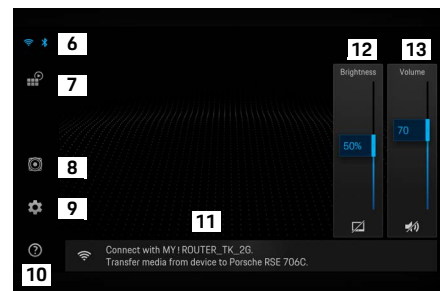 6
12
13
Brightness
Volume
7
70
50%
8
9
11
Connect with MY!ROUTER_TK_2G.
Transfer media from device to Porsche RSE 706C.
10